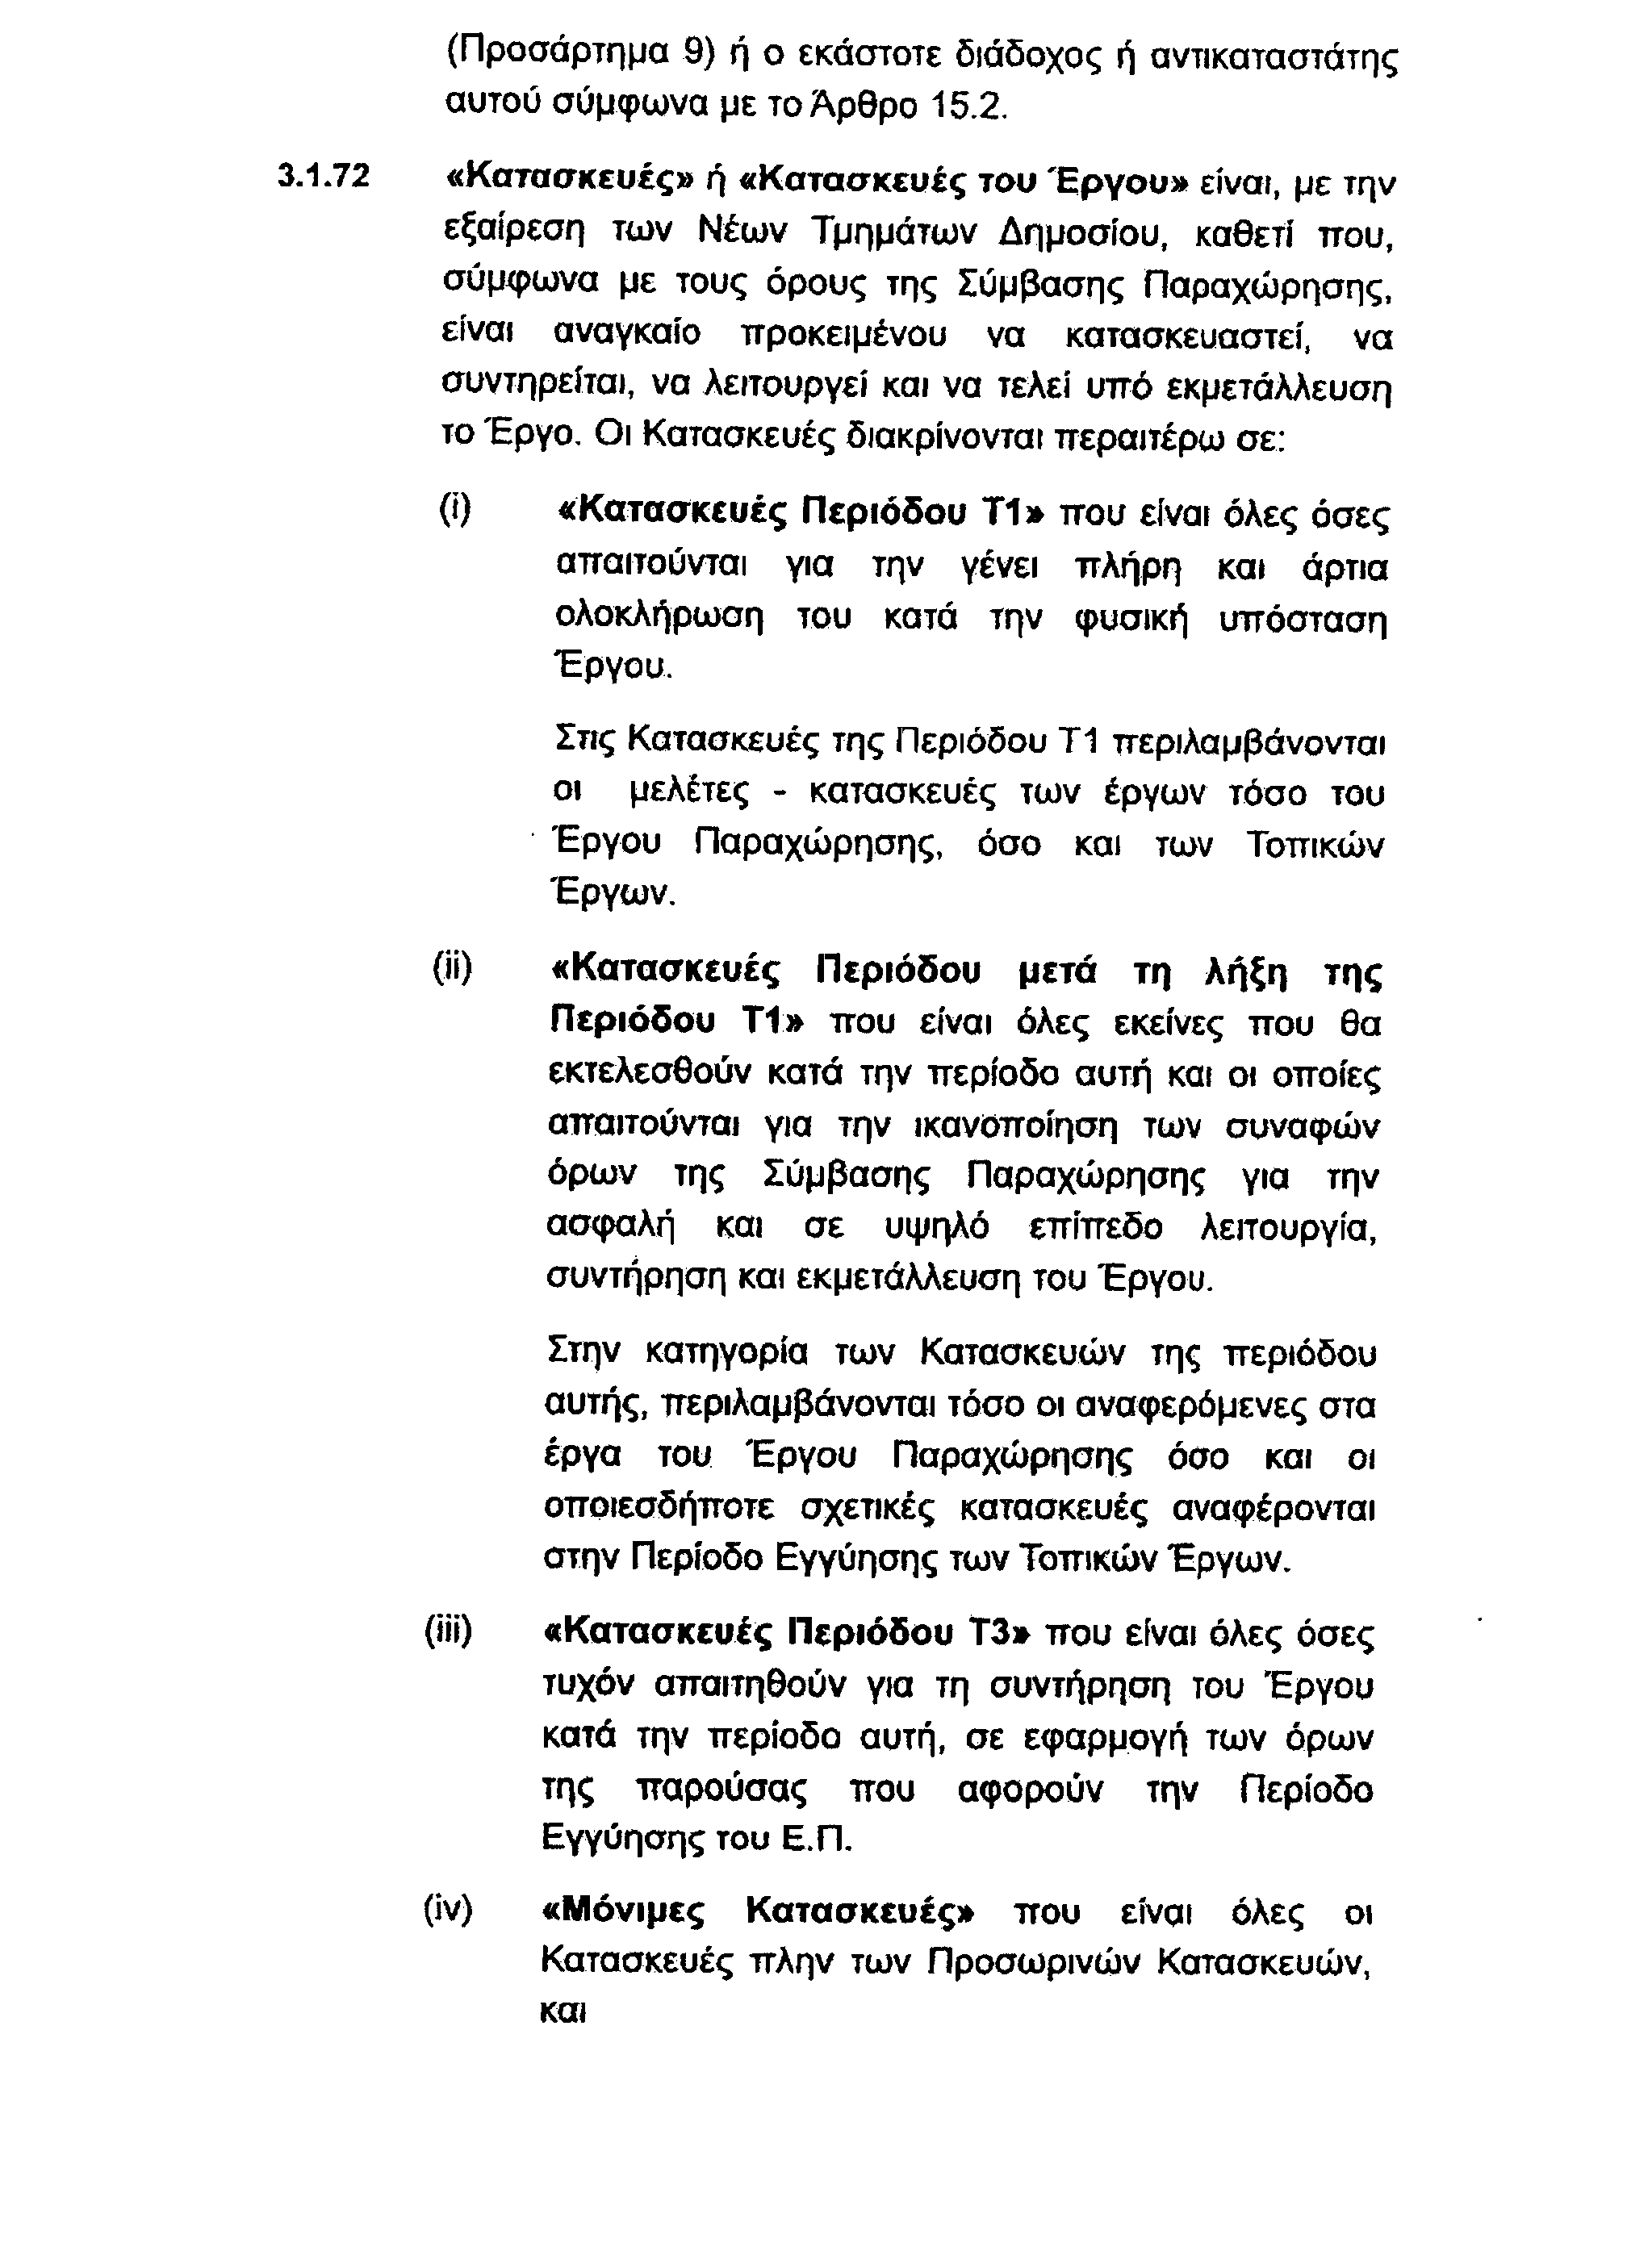 (Προσάρτημα 9) ή ο εκάστοτε διάδοχος ή αντικαταστάτης
αυτού σύμφωνα με το Άρθρο 15.2.
3.1.72 «Κατασκευές» ή «Κατασκευές του Έργου» είναι, με την
εξαίρεση των Νέων Τμημάτων Δημοσίου, καθετί που,
σύμφωνα με τους όρους της Σύμβασης Παραχώρησης,
είναι αναγκαίο προκειμένου να κατασκευαστεί, να
συντηρείται, να λειτουργεί και να τελεί υπό εκμετάλλευση
το Έργο. Οι Κατασκευές διακρίνονται περαιτέρω σε:
(i) «Κατασκευές Περιόδου Τ1» που είναι όλες όσες
απαιτούνται για την γένει πλήρη και άρτια
ολοκλήρωση του κατά την φυσική υπόσταση
Έργου.
Στις Κατασκευές της Περιόδου Τ1 περιλαμβάνονται
οι μελέτες - κατασκευές των έργων τόσο του
Έργου Παραχώρησης, όσο και των Τοπικών
Έργων.
(ii) «Κατασκευές Περιόδου μετά τη λήξη της
Περιόδου Τ1» που είναι όλες εκείνες που θα
εκτελεσθούν κατά την περίοδο αυτή και οι οποίες
απαιτούνται για την ικανοποίηση των συναφών
όρων της Σύμβασης Παραχώρησης για την
ασφαλή και σε υψηλό επίπεδο λειτουργία,
συντήρηση και εκμετάλλευση του Έργου.
Στην κατηγορία των Κατασκευών της περιόδου
αυτής, περιλαμβάνονται τόσο οι αναφερόμενες στα
έργα του Έργου Παραχώρησης όσο και οι
οποιεσδήποτε σχετικές κατασκευές αναφέρονται
στην Περίοδο Εγγύησης των Τοπικών Έργων.
(iii) «Κατασκευές Περιόδου Τ3» που είναι όλες όσες
τυχόν απαιτηθούν για τη συντήρηση του Έργου
κατά την περίοδο αυτή, σε εφαρμογή των όρων
της παρούσας που αφορούν την Περίοδο
Εγγύησης του Ε.Π.
(iv) «Μόνιμες Κατασκευές» που είναι όλες οι
Κατασκευές πλην των Προσωρινών Κατασκευών,
και